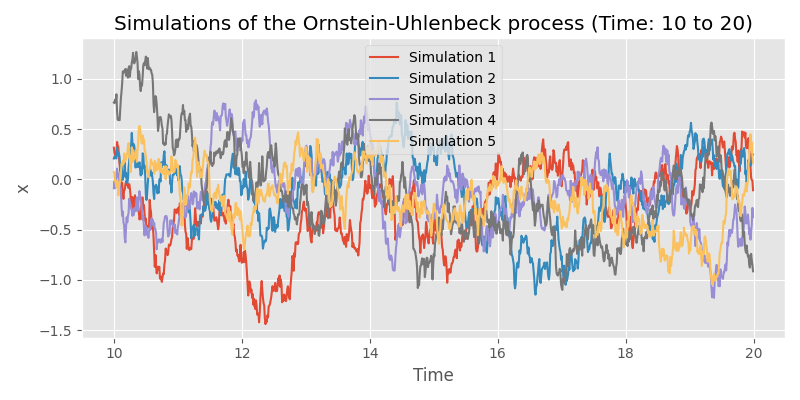 Simulations of the Ornstein-Uhlenbeck process (Time: 10 to 20)
Simulation 1
Simulation 2
Simulation 3
Simulation 4
Simulation 5
1.0
0.5
0.0
−0.5
−1.0
−1.5
x
10 12 14 16 18 20
Time